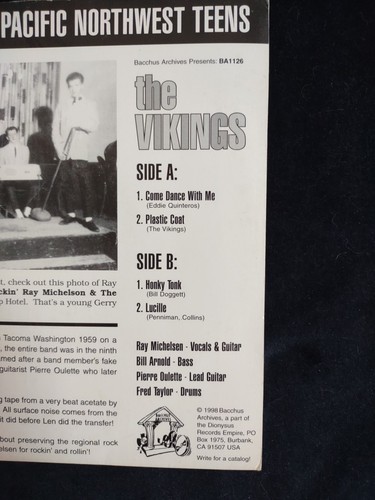 PACIFIC NORTHWEST TEENS
Bacchus Archives Presents: BA1126
the
VIKINGS
SIDE A:
1. Come Dance With Me
(Eddie Quinteros)
2. Plastic Coat
(The Vikings)
SIDE B:
1. Honky Tonk
(Bill Doggett)
2. Lucille
(Penniman, Collins)
Ray Michelsen · Vocals & Guitar
Bill Arnold · Bass
Pierre Oulette · Lead Guitar
Fred Taylor · Drums
© 1998 Bacchus
Archives, a part of
the Dionysus
Records Empire, PO
Box 1975, Burbank,
CA 91507 USA
Write for a catalog!
t, check out this photo of Ray
ckin' Ray Michelson & The
p Hotel. That's a young Gerry
Tacoma Washington 1959 on a
, the entire band was in the ninth
amed after a band member's fake
guitarist Pierre Oulette who later
g tape from a very beat acetate by
All surface noise comes from the
it did before Len did the transfer!
bout preserving the regional rock
elsen for rockin' and rollin'!